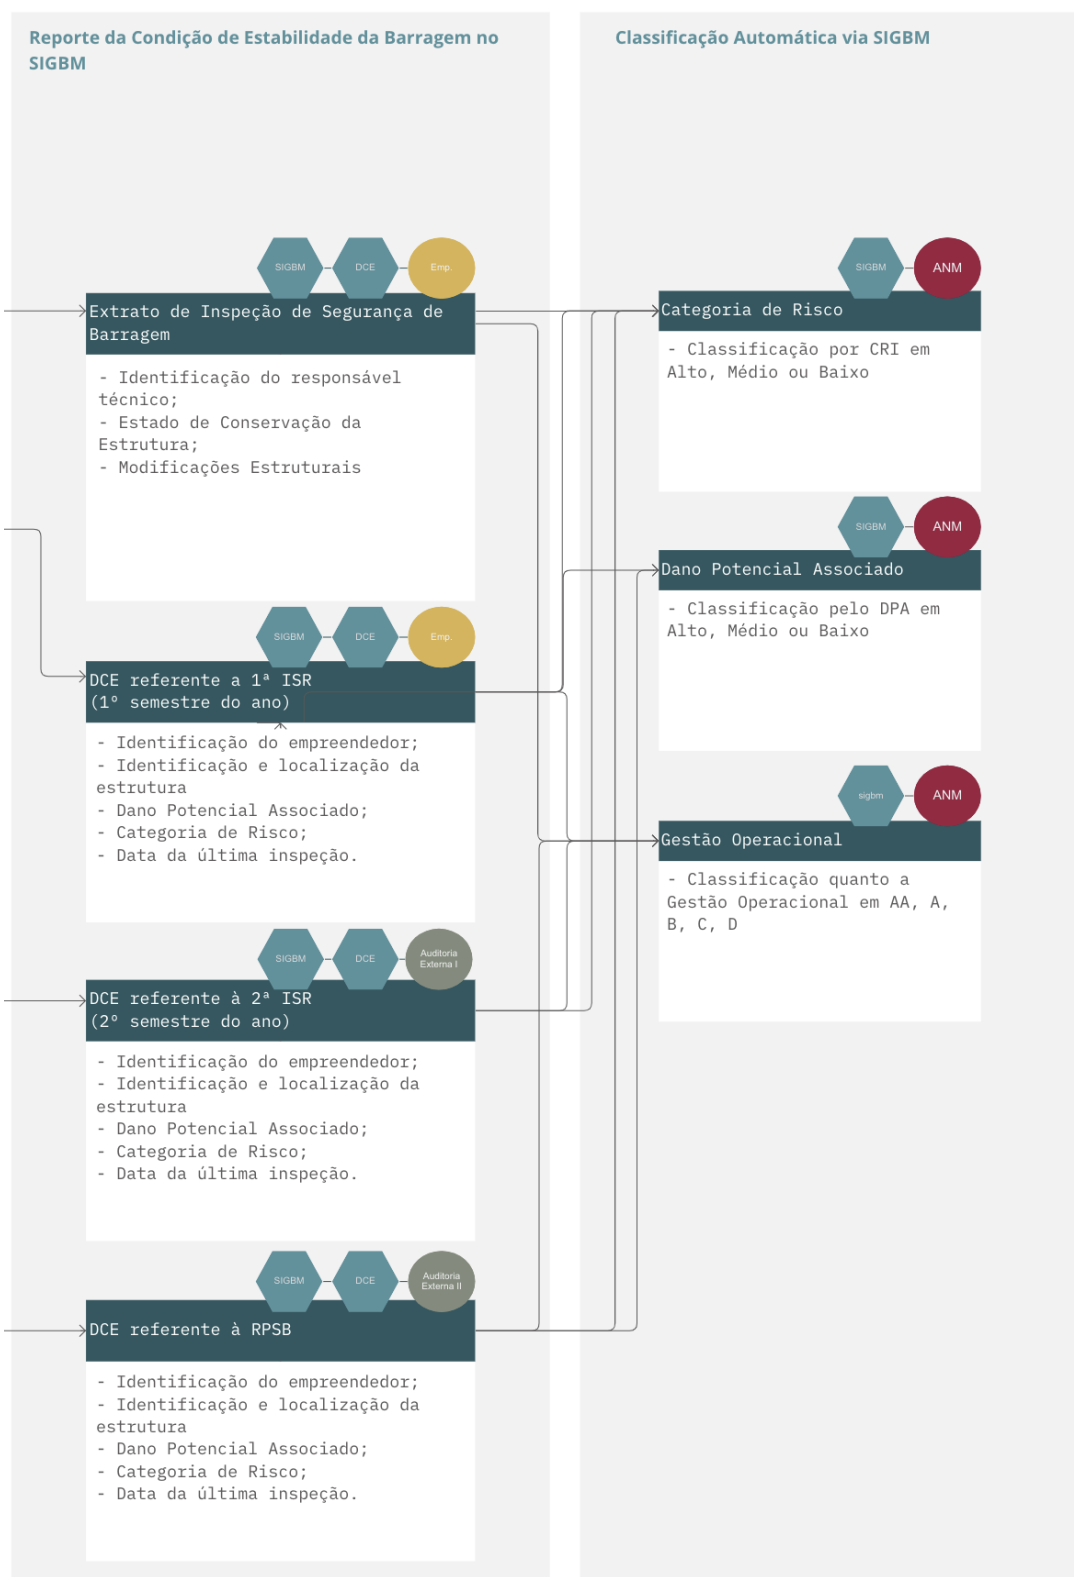 Reporte da Condição de Estabilidade da Barragem no
SIGBM
SIGBM
DCE
Emp.
Extrato de Inspeção de Segurança de
Barragem
- Identificação do responsável
técnico;
- Estado de Conservação da
Estrutura;
- Modificações Estruturais
SIGBM
DCE
Emp.
DCE referente a 1ª ISR
(1º semestre do ano)
- Identificação do empreendedor;
- Identificação e localização da
estrutura
- Dano Potencial Associado;
- Categoria de Risco;
- Data da última inspeção.
SIGBM
DCE
Auditoria
Externa I
DCE referente à 2ª ISR
(2º semestre do ano)
- Identificação do empreendedor;
- Identificação e localização da
estrutura
- Dano Potencial Associado;
- Categoria de Risco;
- Data da última inspeção.
SIGBM
DCE
Auditoria
Externa II
DCE referente à RPSB
- Identificação do empreendedor;
- Identificação e localização da
estrutura
- Dano Potencial Associado;
- Categoria de Risco;
- Data da última inspeção.
Classificação Automática via SIGBM
SIGBM
ANM
Categoria de Risco
- Classificação por CRI em
Alto, Médio ou Baixo
SIGBM
ANM
Dano Potencial Associado
- Classificação pelo DPA em
Alto, Médio ou Baixo
sigbm
ANM
Gestão Operacional
- Classificação quanto a
Gestão Operacional em AA, A,
B, C, D